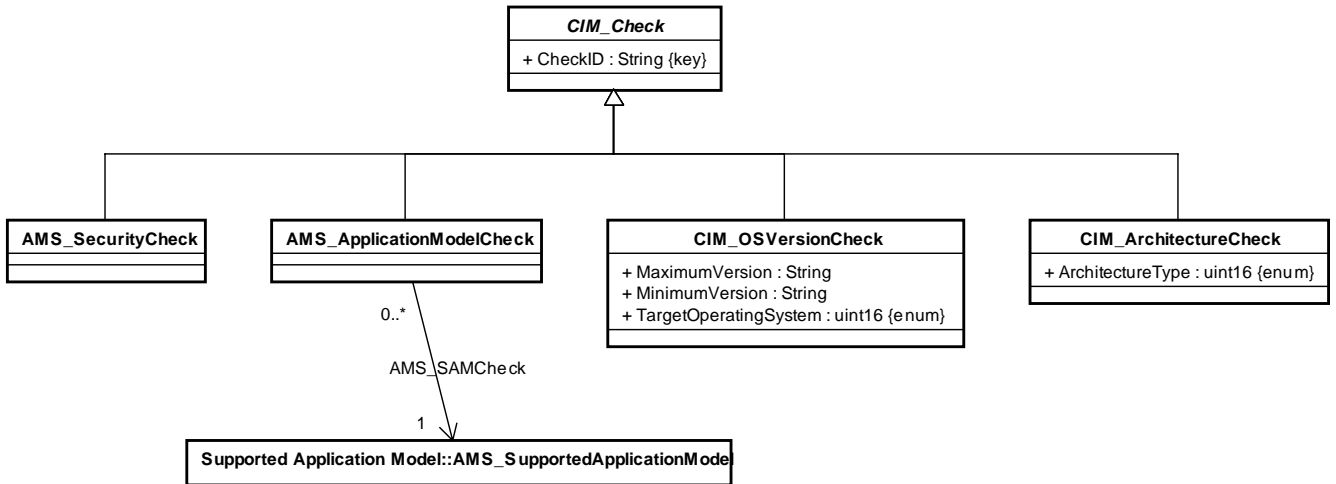 CIM_Check
+ CheckID : String {key}
AMS_SecurityCheck
AMS_ApplicationModelCheck
CIM_OSVersionCheck
+ MaximumVersion : String
+ MinimumVersion : String
+ TargetOperatingSystem : uint16 {enum}
CIM_ArchitectureCheck
+ ArchitectureType : uint16 {enum}
0..*
AMS_SAMCheck
1
Supported Application Model::AMS_SupportedApplicationModel